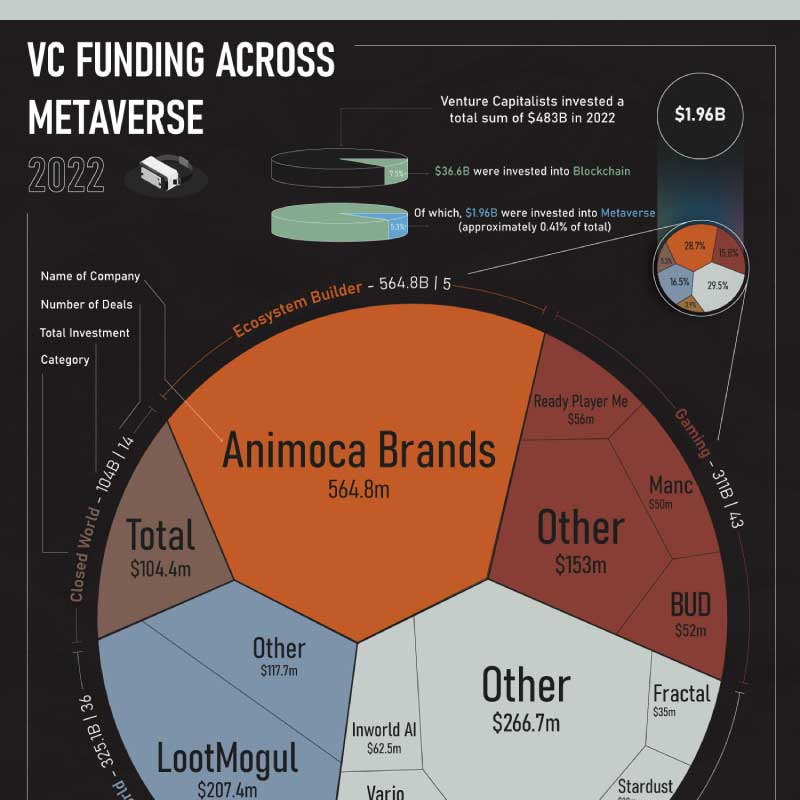 VC FUNDING ACROSS
METAVERSE
2022
Venture Capitalists invested a
total sum of $483B in 2022
$1.96B
7.5%
$36.6B were invested into Blockchain
5.3%
Of which, $1.96B were invested into Metaverse
(approximately 0.41% of total)
28.7%
15.8%
5.3%
16.5%
29.5%
3.9%
Name of Company
Number of Deals
Total Investment
Category
Ecosystem Builder - 564.8B | 5
Gaming - 311B | 43
Closed World - 104B | 14
325.1B | 36
Animoca Brands
564.8m
Ready Player Me
$56m
Manc
$50m
Other
$153m
BUD
$52m
Total
$104.4m
Other
$117.7m
LootMogul
$207.4m
Other
$266.7m
Inworld AI
$62.5m
Fractal
$35m
Stardust
Vario